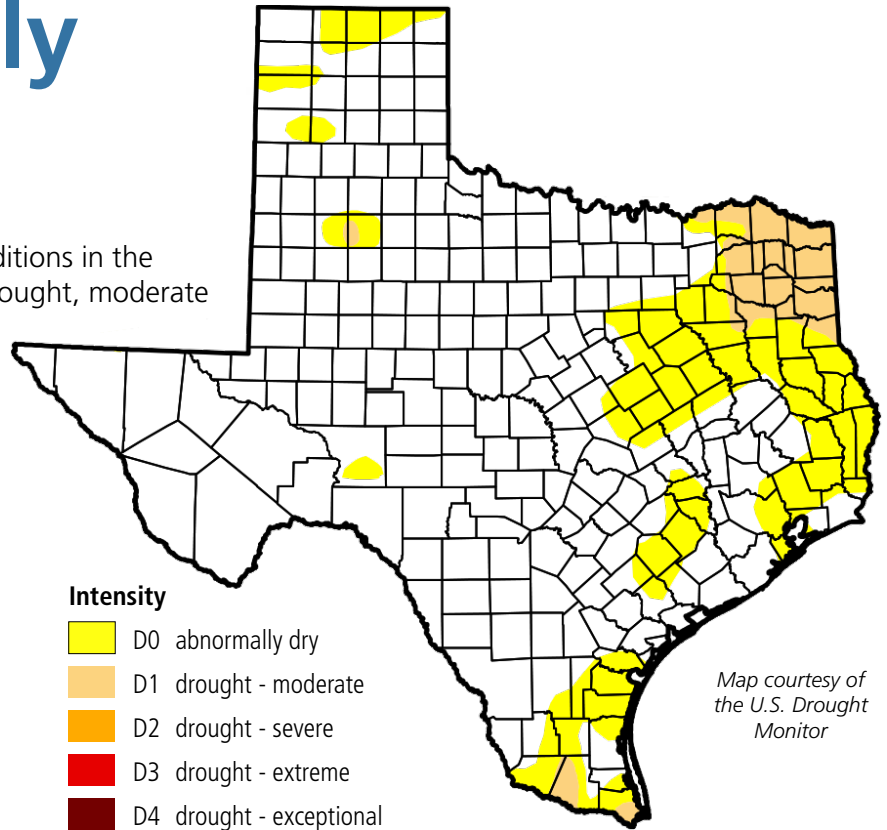 ly
ditions in the
rought, moderate
Intensity
D0 abnormally dry
D1 drought - moderate
D2 drought - severe
D3 drought - extreme
D4 drought - exceptional
Map courtesy of
the U.S. Drought
Monitor